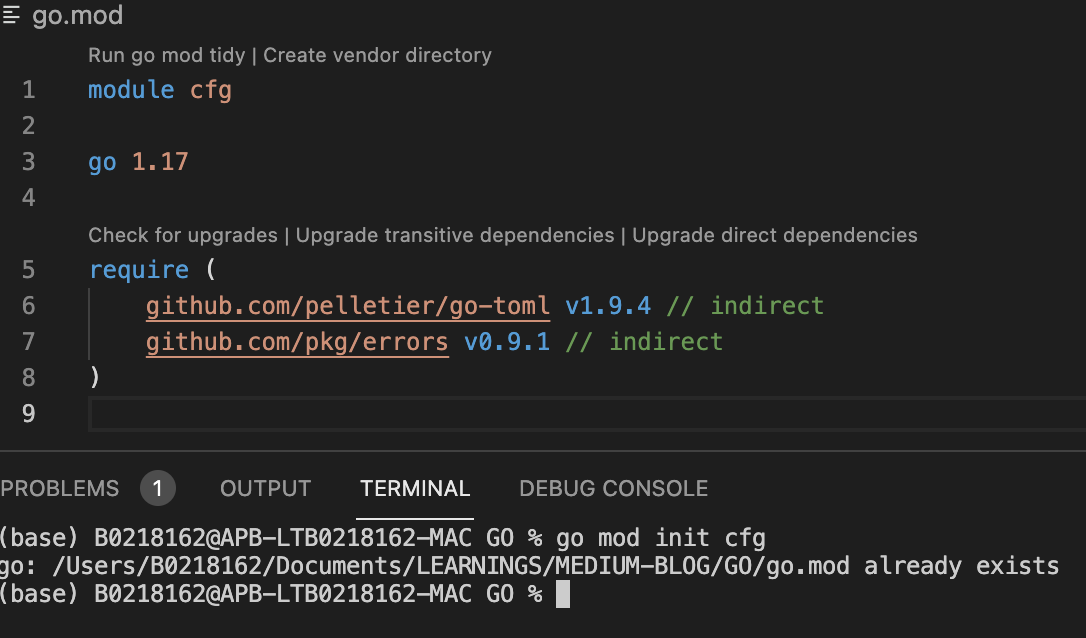 go.mod
Run go mod tidy | Create vendor directory
1 module cfg
2
3 go 1.17
4
Check for upgrades | Upgrade transitive dependencies | Upgrade direct dependencies
5 require (
6 github.com/pelletier/go-toml v1.9.4 // indirect
7 github.com/pkg/errors v0.9.1 // indirect
8 )
9
PROBLEMS 1 OUTPUT TERMINAL DEBUG CONSOLE
(base) B0218162@APB-LTB0218162-MAC GO % go mod init cfg
go: /Users/B0218162/Documents/LEARNINGS/MEDIUM-BLOG/GO/go.mod already exists
(base) B0218162@APB-LTB0218162-MAC GO %